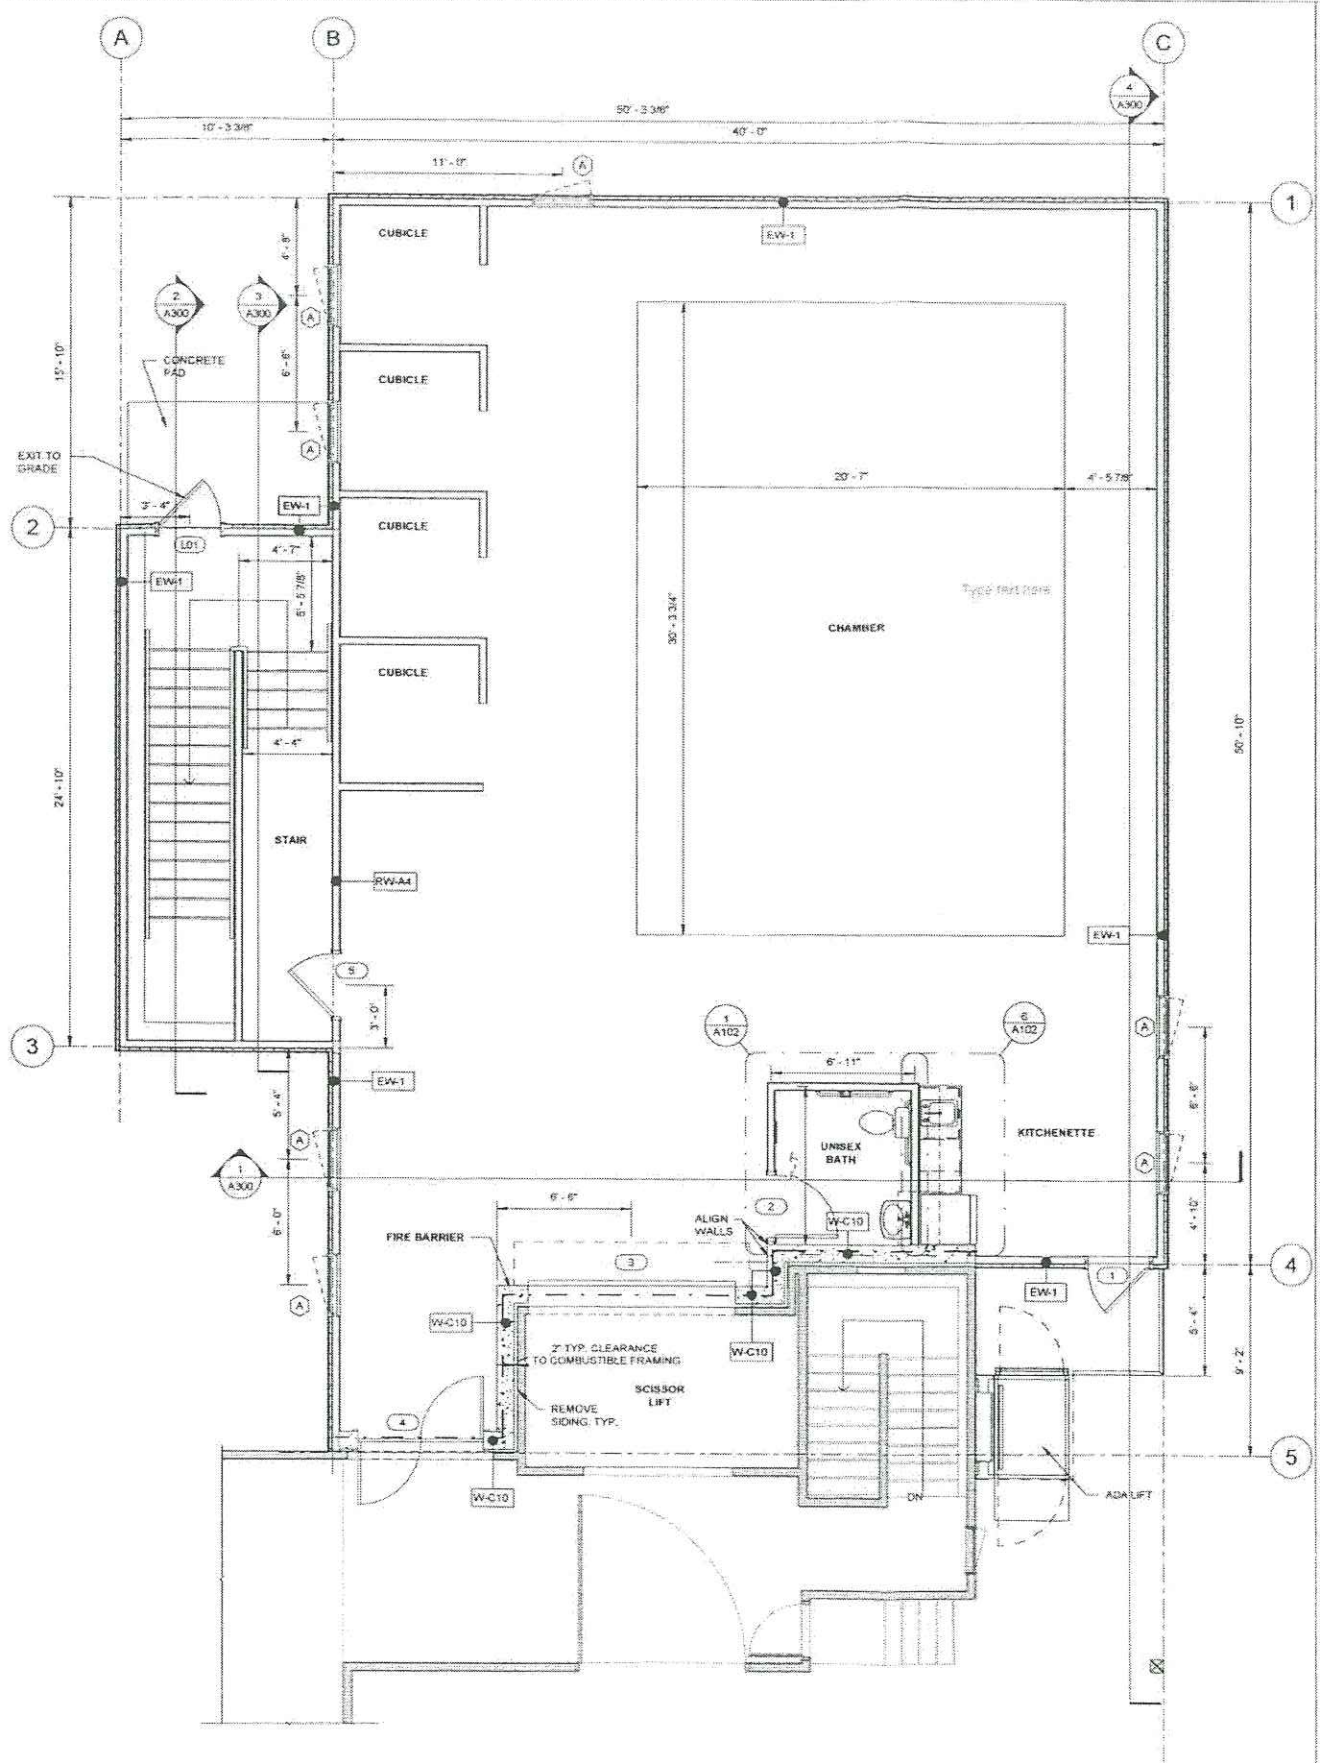 A
B
C
4
A300
50' - 3 3/8"
10' - 3 3/8"
40' - 0"
11' - 0"
A
1
CUBICLE
EW-1
4' - 8"
2
A300
3
A300
A
15' - 10"
CONCRETE
PAD
6' - 6"
CUBICLE
A
EXIT TO
GRADE
3' - 4"
20' - 7"
4' - 5 7/8"
EW-1
2
CUBICLE
L01
4' - 7"
EW-1
5 7/8"
Type text here
30' - 3 3/4"
CHAMBER
CUBICLE
4' - 4"
50' - 10"
24' - 10"
STAIR
RW-A4
EW-1
5
3' - 0"
1
A102
6
A102
A
3
6' - 11"
EW-1
5' - 4"
6' - 6"
A
UNISEX
BATH
KITCHENETTE
7"
A
1
A300
6' - 6"
2
4' - 10"
6' - 0"
ALIGN
WALLS
W-C10
FIRE BARRIER
3
4
A
EW-1
1
W-C10
W-C10
5' - 4"
9' - 2"
2" TYP. CLEARANCE
TO COMBUSTIBLE FRAMING
SCISSOR
LIFT
REMOVE
SIDING, TYP.
4
5
W-C10
DN
ADA LIFT